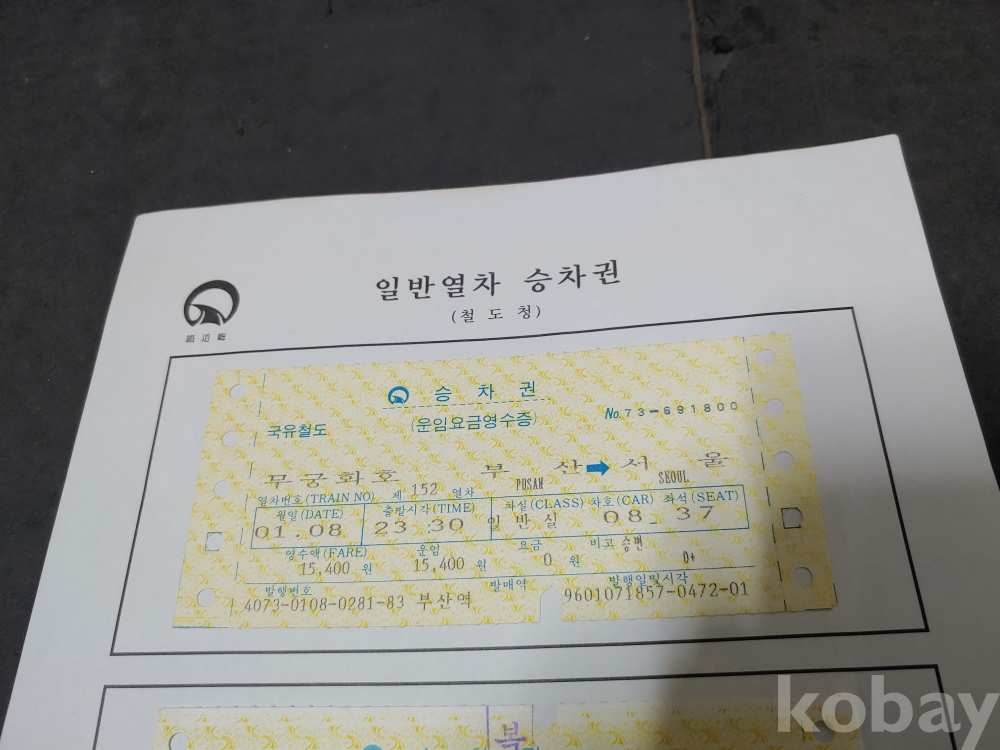 일반열차 승차권
(철 도 청)
鐵 道 廳
승 차 권
국유철도
(운임요금영수증)
No. 73-691800
무궁화호 부 산 ➡ 서 울
PUSAN SEOUL
열차번호(TRAIN NO) 제 152 열차
월일(DATE) 출발시각(TIME) 차실(CLASS) 차호(CAR) 좌석(SEAT)
01.08 23:30 일반실 08- 37
영수액(FARE) 운임 요금 비고 승변
15,400 원 15,400 원 0 원 0+
발행번호 발매역 발행일및시각
4073-0108-0281-83 부산역 9601071857-0472-01
복
kobay